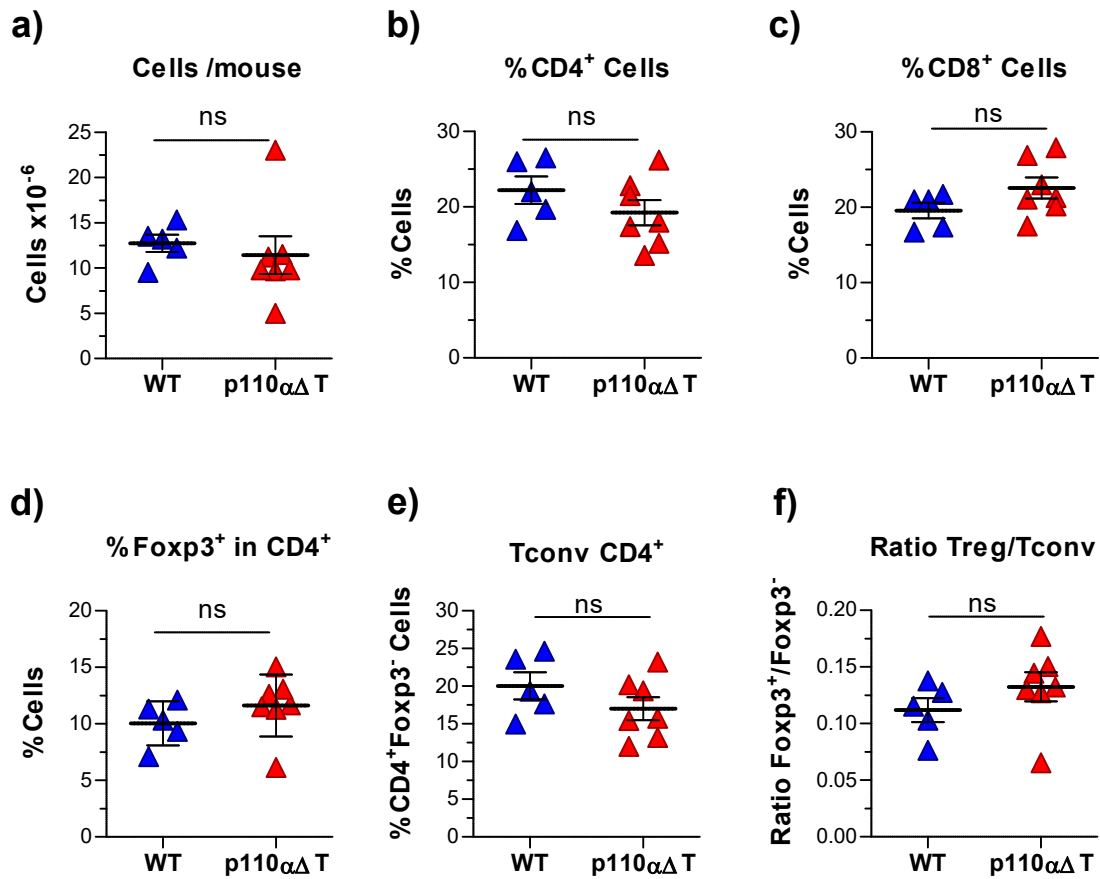 a)
Cells /mouse
ns
Cells x10⁻⁶
25
20
15
10
5
0
WT
p110αΔ T
b)
%CD4⁺ Cells
ns
%Cells
30
20
10
0
WT
p110αΔ T
c)
%CD8⁺ Cells
ns
%Cells
30
20
10
0
WT
p110αΔ T
d)
%Foxp3⁺ in CD4⁺
ns
%Cells
20
15
10
5
0
WT
p110αΔ T
e)
Tconv CD4⁺
ns
%CD4⁺Foxp3⁻ Cells
30
25
20
15
10
5
0
WT
p110αΔ T
f)
Ratio Treg/Tconv
ns
Ratio Foxp3⁺/Foxp3⁻
0.20
0.15
0.10
0.05
0.00
WT
p110αΔ T